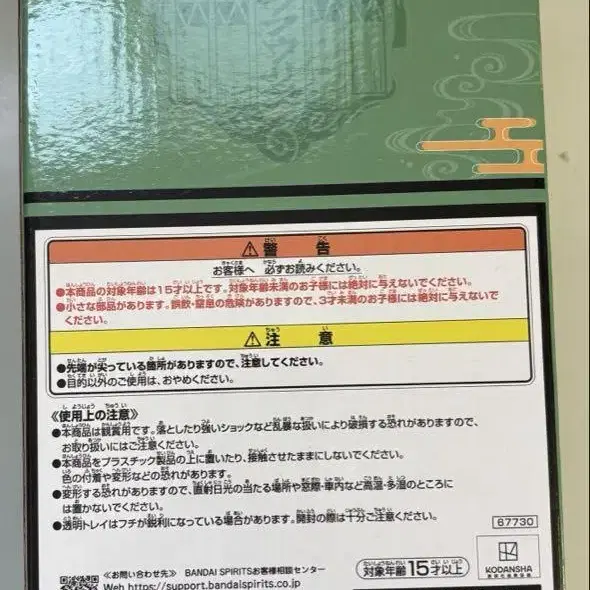 ⚠警告
お客様へ 必ずお読みください。
●本商品の対象年齢は15才以上です。対象年齢未満のお子様には絶対に与えないでください。
●小さな部品があります。誤飲・窒息の危険がありますので、3才未満のお子様には絶対に与えないで
ください。
⚠注意
●先端が尖っている箇所がありますので、注意してください。
●目的以外のご使用は、おやめください。
《使用上の注意》
●本商品は観賞用です。落としたり強いショックなど乱暴な扱いにより破損する恐れがありますので、
お取り扱いにはご注意ください。
●本商品をプラスチック製品の上に置いたり、接触させたままにしないでください。
色の付着や変形などの恐れがあります。
●変形する恐れがありますので、直射日光の当たる場所や窓際・車内など高温・多湿のところに
は置かないでください。
●透明トレイはフチが鋭利になっている場合があります。開封の際は十分ご注意ください。
67730
《お問い合わせ先》 BANDAI SPIRITSお客様相談センター
Web https://support.bandaispirits.co.jp
対象年齢15才以上
KODANSHA